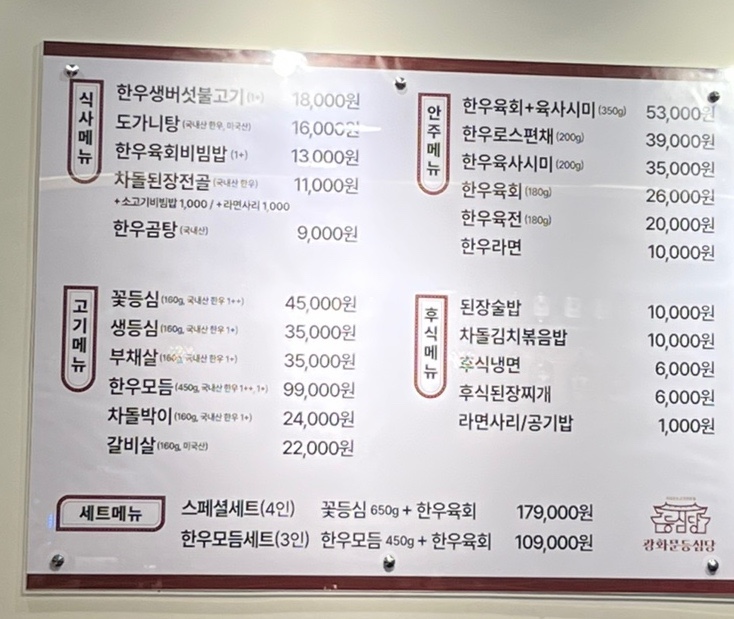 식사메뉴
한우생버섯불고기 (1+) 18,000원
도가니탕 (국내산 한우, 미국산) 16,000원
한우육회비빔밥 (1+) 13,000원
차돌된장전골 (국내산 한우) 11,000원
+소고기비빔밥 1,000 / +라면사리 1,000
한우곰탕 (국내산) 9,000원
안주메뉴
한우육회+육사시미 (350g) 53,000원
한우로스편채 (200g) 39,000원
한우육사시미 (200g) 35,000원
한우육회 (180g) 26,000원
한우육전 (180g) 20,000원
한우라면 10,000원
고기메뉴
꽃등심 (160g, 국내산 한우 1++) 45,000원
생등심 (160g, 국내산 한우 1+) 35,000원
부채살 (160g, 국내산 한우 1+) 35,000원
한우모듬 (450g, 국내산 한우 1++, 1+) 99,000원
차돌박이 (160g, 국내산 한우 1+) 24,000원
갈비살 (160g, 미국산) 22,000원
후식메뉴
된장술밥 10,000원
차돌김치볶음밥 10,000원
후식냉면 6,000원
후식된장찌개 6,000원
라면사리/공기밥 1,000원
세트메뉴
스페셜세트(4인) 꽃등심 650g + 한우육회 179,000원
한우모듬세트(3인) 한우모듬 450g + 한우육회 109,000원
등심당
광화문등심당